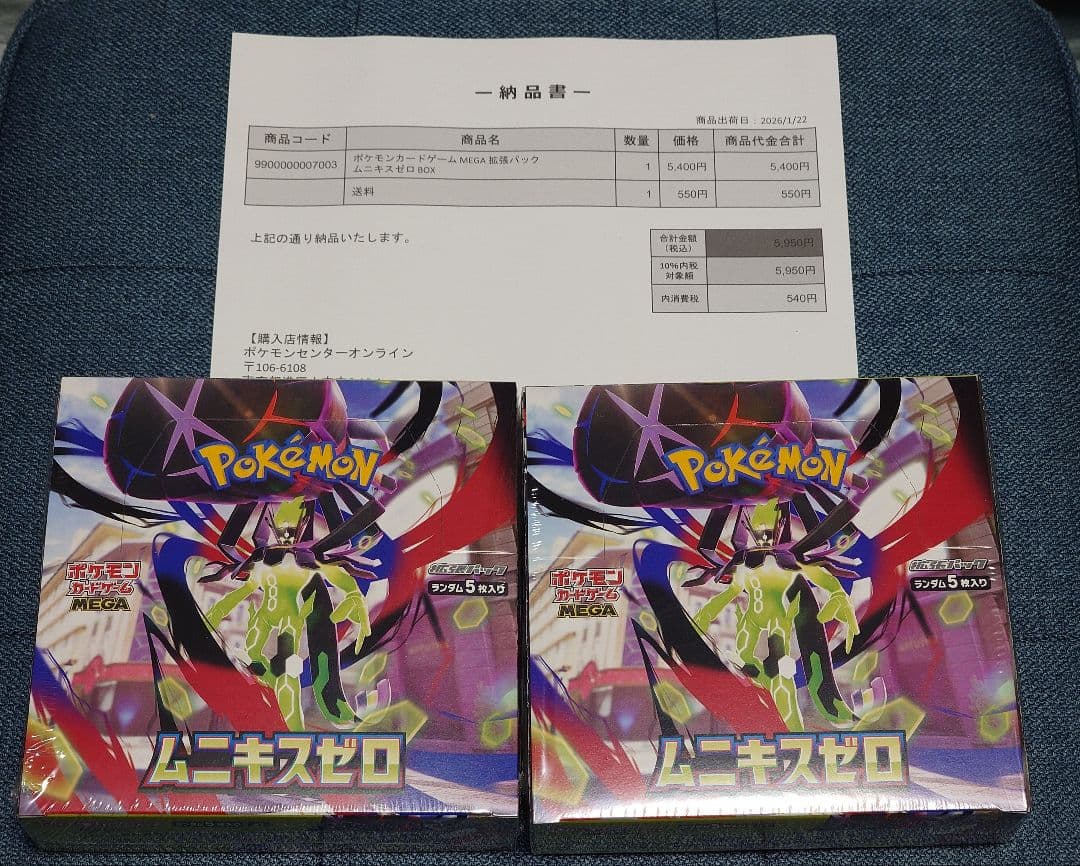 ー納品書ー
商品出荷日：2026/1/22
商品コード 商品名 数量 価格 商品代金合計
9900000007003 ポケモンカードゲーム MEGA 拡張パック
ムニキスゼロ BOX 1 5,400円 5,400円
送料 1 550円 550円
上記の通り納品いたします。
合計金額
（税込） 5,950円
10％内税
対象額 5,950円
内消費税 540円
【購入店情報】
ポケモンセンターオンライン
〒106-6108
POKéMON
ポケモン
カードゲーム
MEGA
拡張パック
ランダム5枚入り
ムニキスゼロ
POKéMON
ポケモン
カードゲーム
MEGA
拡張パック
ランダム5枚入り
ムニキスゼロ